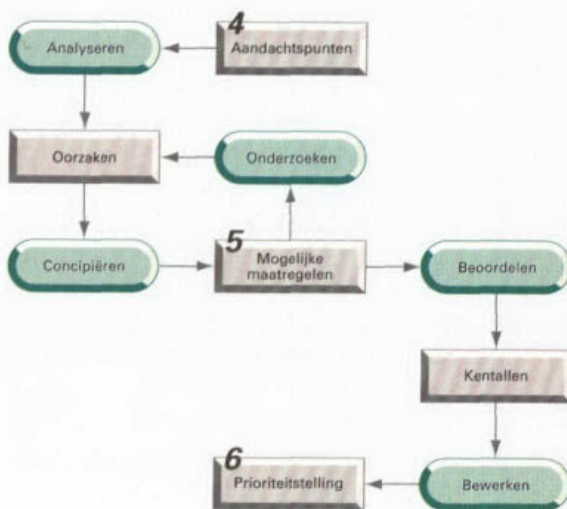 4
Analyseren
Aandachtspunten
Oorzaken
Onderzoeken
5
Concipiëren
Mogelijke
maatregelen
Beoordelen
Kentallen
6
Prioriteitstelling
Bewerken